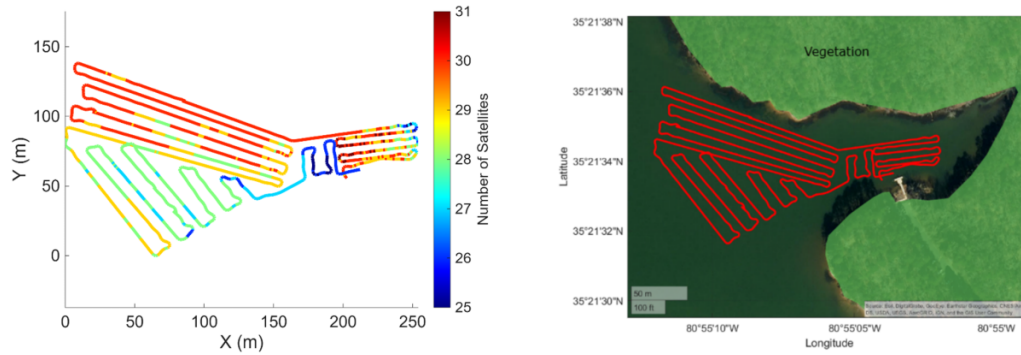 150
100
50
0
Y (m)
0 50 100 150 200 250
X (m)
31
30
29
28
27
26
25
Number of Satellites
35°21'38"N
35°21'36"N
35°21'34"N
35°21'32"N
35°21'30"N
Latitude
Vegetation
50 m
100 ft
80°55'10"W 80°55'05"W 80°55'W
Longitude